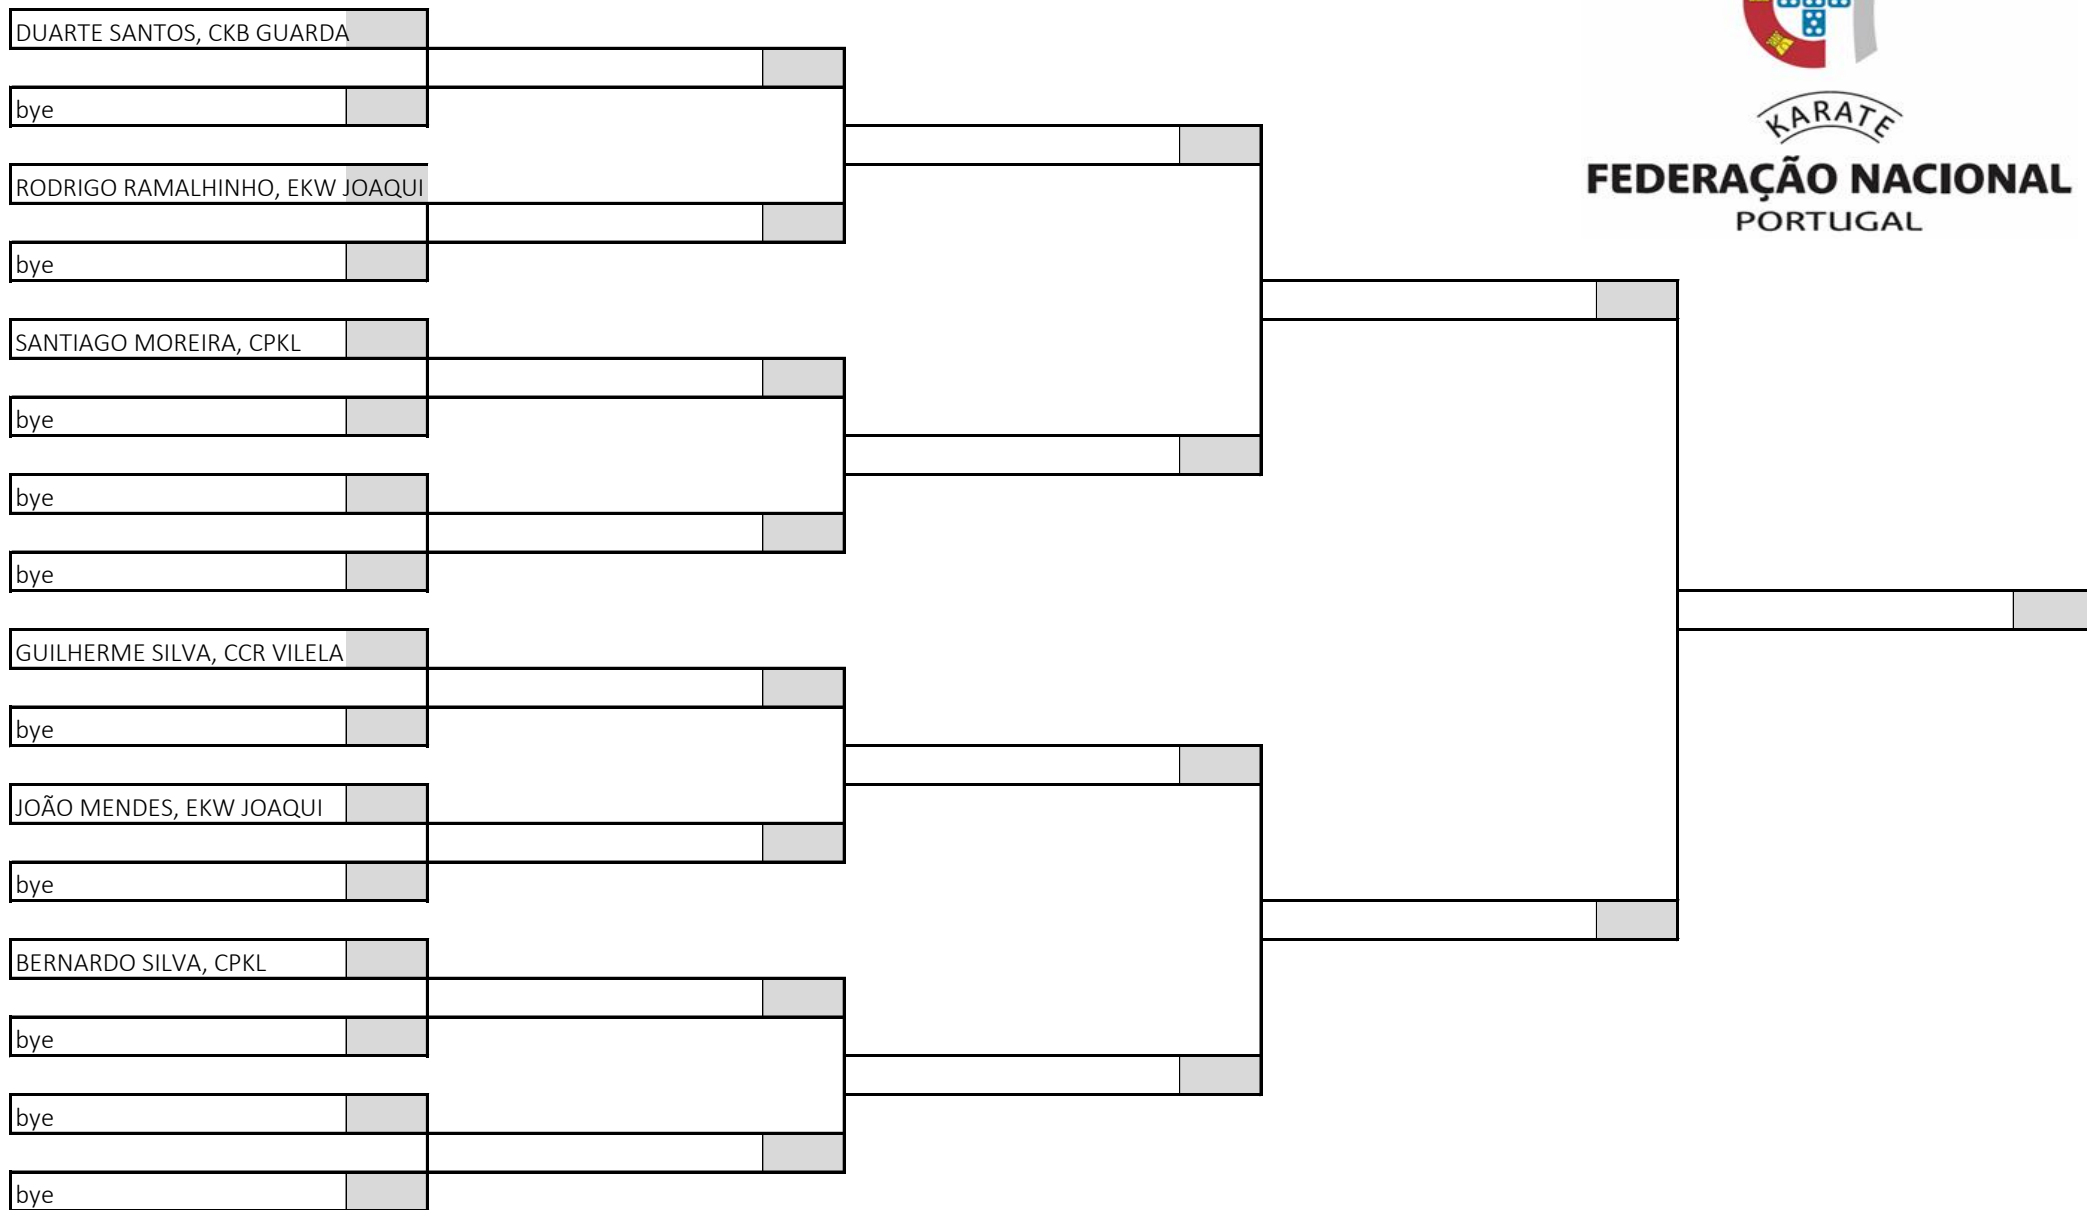 DUARTE SANTOS, CKB GUARDA
bye
KARATE
RODRIGO RAMALHINHO, EKW JOAQUI
FEDERAÇÃO NACIONAL
PORTUGAL
bye
SANTIAGO MOREIRA, CPKL
bye
bye
bye
GUILHERME SILVA, CCR VILELA
bye
JOÃO MENDES, EKW JOAQUI
bye
BERNARDO SILVA, CPKL
bye
bye
bye